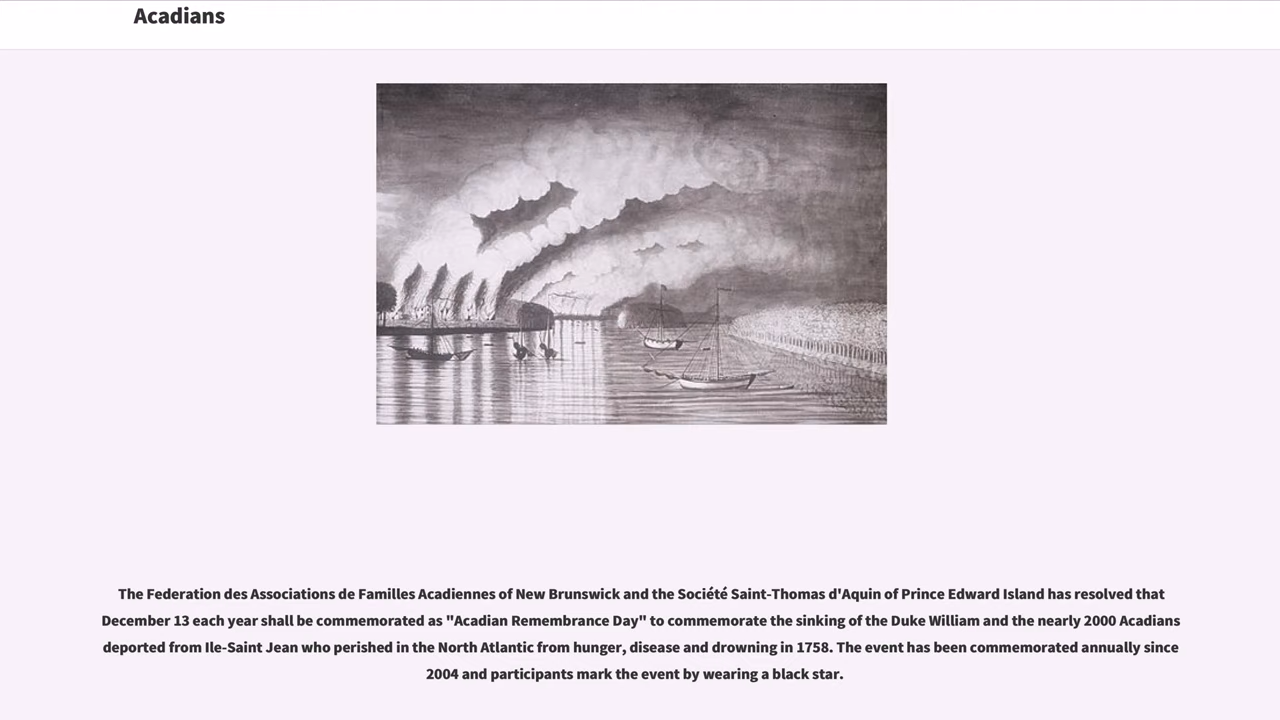 Acadians
The Federation des Associations de Familles Acadiennes of New Brunswick and the Société Saint-Thomas d'Aquin of Prince Edward Island has resolved that
December 13 each year shall be commemorated as "Acadian Remembrance Day" to commemorate the sinking of the Duke William and the nearly 2000 Acadians
deported from Ile-Saint Jean who perished in the North Atlantic from hunger, disease and drowning in 1758. The event has been commemorated annually since
2004 and participants mark the event by wearing a black star.